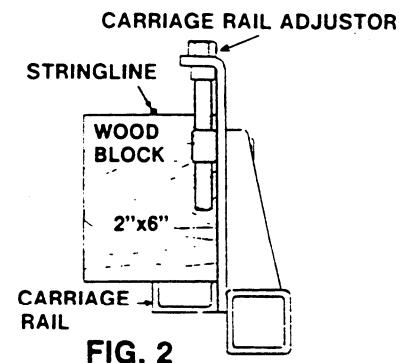 CARRIAGE RAIL ADJUSTOR
STRINGLINE
WOOD
BLOCK
2"x6"
CARRIAGE
RAIL
FIG. 2